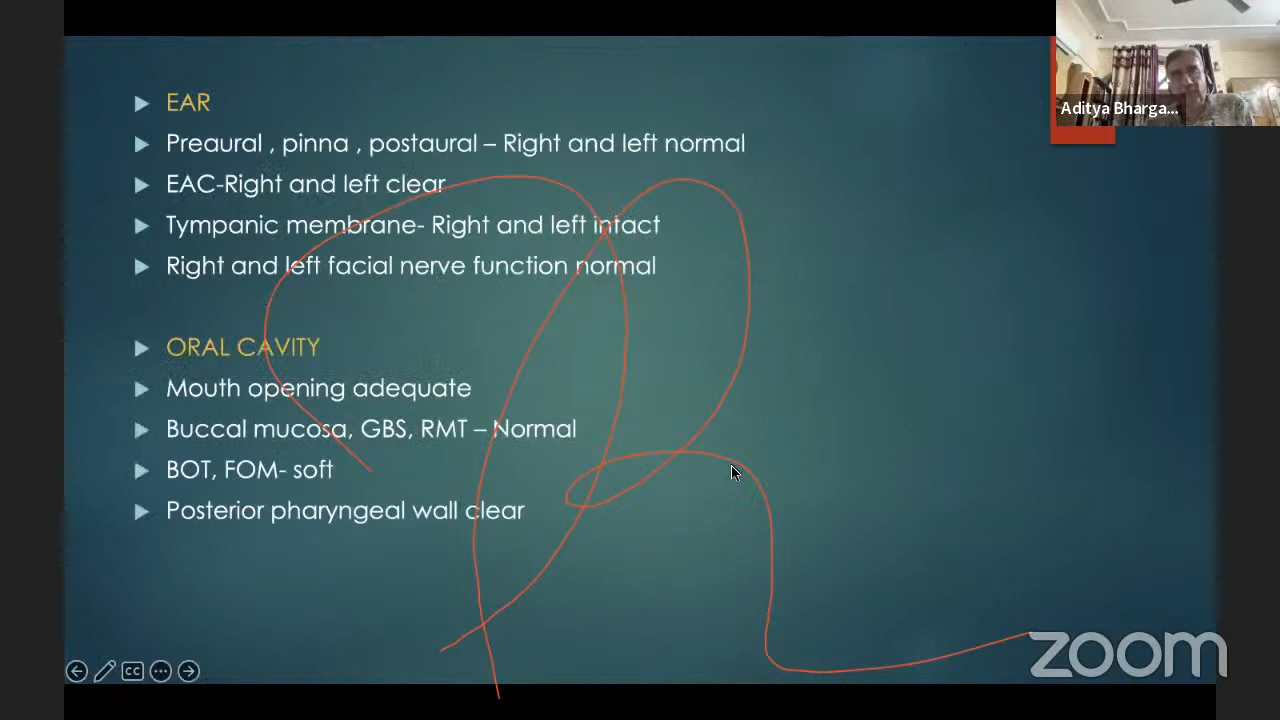 EAR
Preaural , pinna , postaural – Right and left normal
EAC-Right and left clear
Tympanic membrane- Right and left intact
Right and left facial nerve function normal
ORAL CAVITY
Mouth opening adequate
Buccal mucosa, GBS, RMT – Normal
BOT, FOM- soft
Posterior pharyngeal wall clear
Aditya Bharga...
CC
zoom